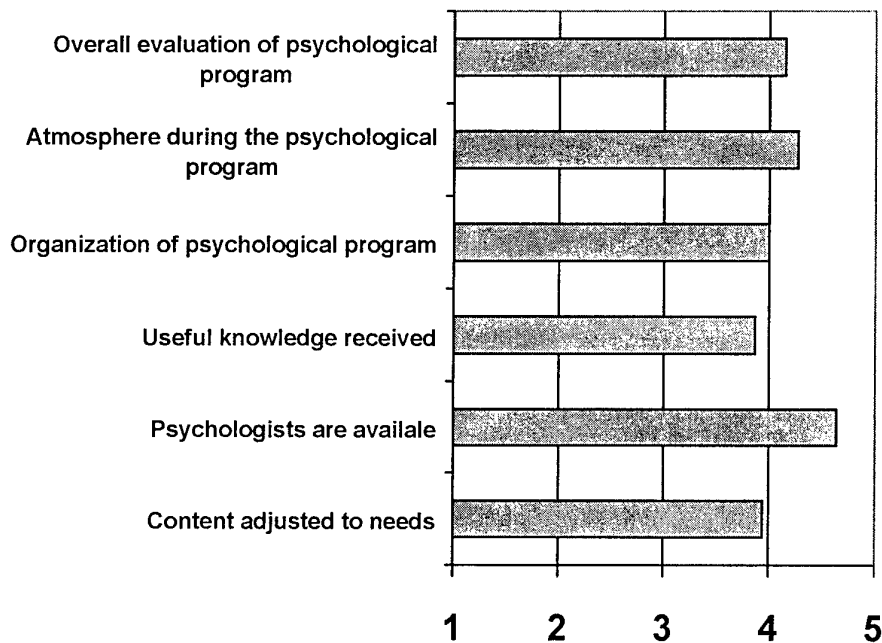 Overall evaluation of psychological
program
Atmosphere during the psychological
program
Organization of psychological program
Useful knowledge received
Psychologists are availale
Content adjusted to needs
1 2 3 4 5